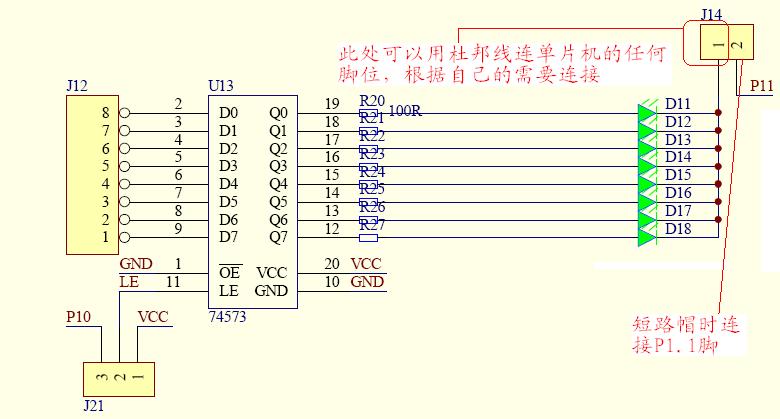 J14
1 2
P11
此处可以用杜邦线连单片机的任何
脚位，根据自己的需要连接
J12
U13
8 2 D0 Q0 19 R20 100R D11
7 3 D1 Q1 18 R21 D12
6 4 D2 Q2 17 R22 D13
5 5 D3 Q3 16 R23 D14
4 6 D4 Q4 15 R24 D15
3 7 D5 Q5 14 R25 D16
2 8 D6 Q6 13 R26 D17
1 9 D7 Q7 12 R27 D18
GND 1 OE VCC 20 VCC
LE 11 LE GND 10 GND
74573
P10 VCC
3 2 1
J21
短路帽时连
接P1.1脚